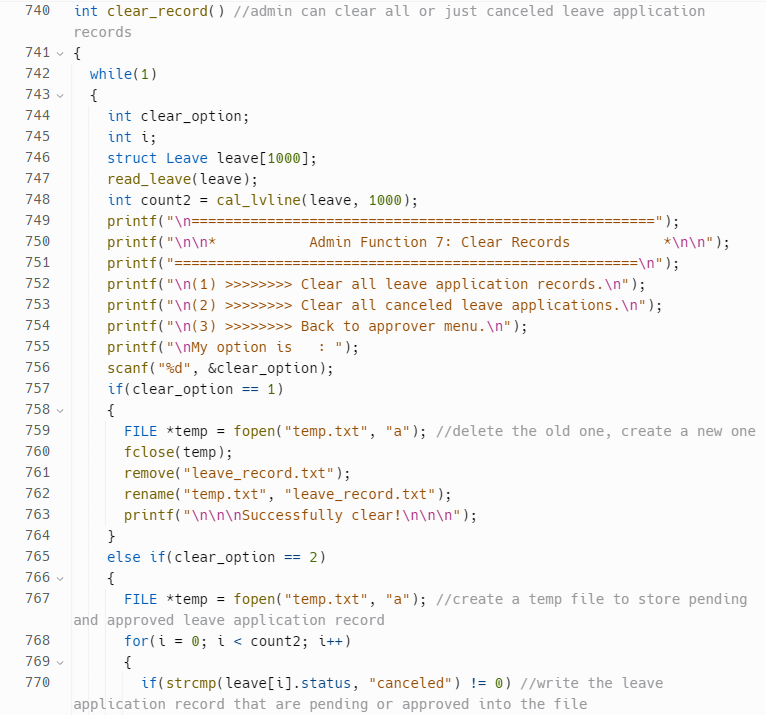 740 int clear_record() //admin can clear all or just canceled leave application
records
741 {
742   while(1)
743   {
744     int clear_option;
745     int i;
746     struct Leave leave[1000];
747     read_leave(leave);
748     int count2 = cal_lvline(leave, 1000);
749     printf("\n=======================================================");
750     printf("\n\n*           Admin Function 7: Clear Records           *\n\n");
751     printf("=======================================================\n");
752     printf("\n(1) >>>>>>>> Clear all leave application records.\n");
753     printf("\n(2) >>>>>>>> Clear all canceled leave applications.\n");
754     printf("\n(3) >>>>>>>> Back to approver menu.\n");
755     printf("\nMy option is   : ");
756     scanf("%d", &clear_option);
757     if(clear_option == 1)
758     {
759       FILE *temp = fopen("temp.txt", "a"); //delete the old one, create a new one
760       fclose(temp);
761       remove("leave_record.txt");
762       rename("temp.txt", "leave_record.txt");
763       printf("\n\n\nSuccessfully clear!\n\n\n");
764     }
765     else if(clear_option == 2)
766     {
767       FILE *temp = fopen("temp.txt", "a"); //create a temp file to store pending
and approved leave application record
768       for(i = 0; i < count2; i++)
769       {
770         if(strcmp(leave[i].status, "canceled") != 0) //write the leave
application record that are pending or approved into the file